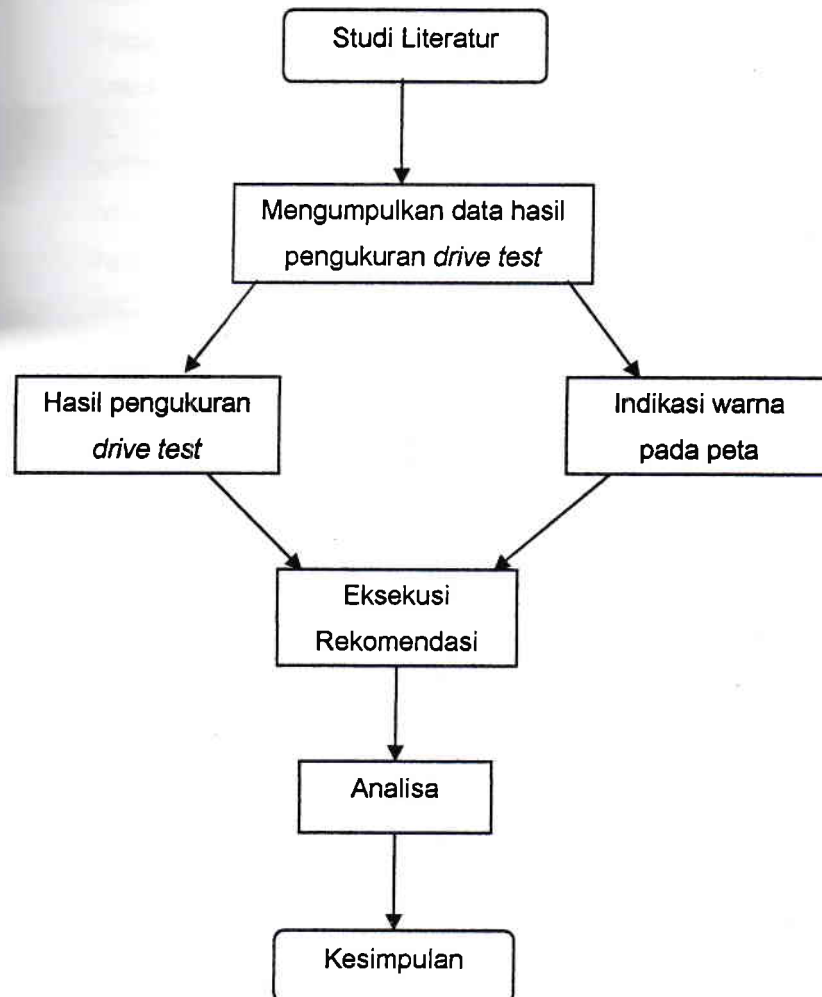 Studi Literatur
Mengumpulkan data hasil
pengukuran drive test
Hasil pengukuran
drive test
Indikasi warna
pada peta
Eksekusi
Rekomendasi
Analisa
Kesimpulan